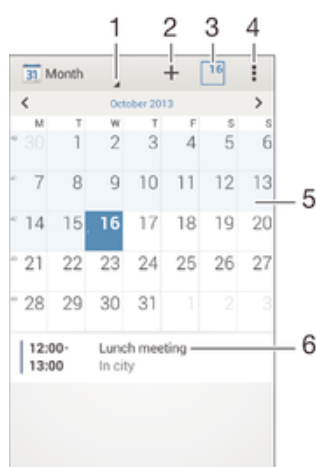 1 2 3 4
31 Month + 16
< October 2013 >
M T W T F S S
30 1 2 3 4 5 6
7 8 9 10 11 12 13
5
14 15 16 17 18 19 20
21 22 23 24 25 26 27
28 29 30 31 1 2 3
12:00- Lunch meeting 6
13:00 In city